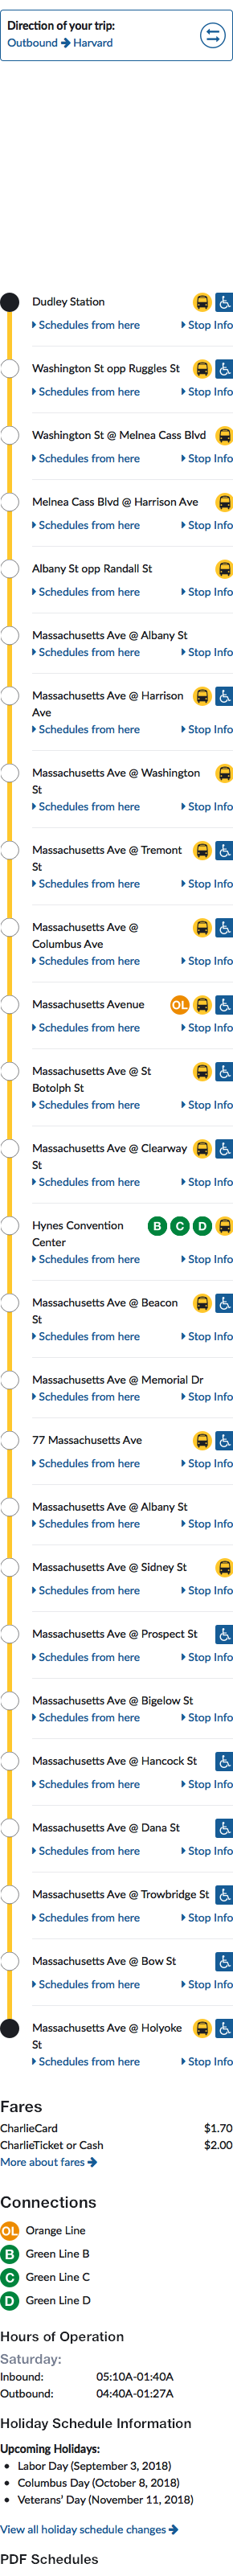 Direction of your trip:
Outbound → Harvard
Dudley Station
Schedules from here Stop Info
Washington St opp Ruggles St
Schedules from here Stop Info
Washington St @ Melnea Cass Blvd
Schedules from here Stop Info
Melnea Cass Blvd @ Harrison Ave
Schedules from here Stop Info
Albany St opp Randall St
Schedules from here Stop Info
Massachusetts Ave @ Albany St
Schedules from here Stop Info
Massachusetts Ave @ Harrison
Ave
Schedules from here Stop Info
Massachusetts Ave @ Washington
St
Schedules from here Stop Info
Massachusetts Ave @ Tremont
St
Schedules from here Stop Info
Massachusetts Ave @
Columbus Ave
Schedules from here Stop Info
Massachusetts Avenue OL
Schedules from here Stop Info
Massachusetts Ave @ St
Botolph St
Schedules from here Stop Info
Massachusetts Ave @ Clearway
St
Schedules from here Stop Info
Hynes Convention B C D
Center
Schedules from here Stop Info
Massachusetts Ave @ Beacon
St
Schedules from here Stop Info
Massachusetts Ave @ Memorial Dr
Schedules from here Stop Info
77 Massachusetts Ave
Schedules from here Stop Info
Massachusetts Ave @ Albany St
Schedules from here Stop Info
Massachusetts Ave @ Sidney St
Schedules from here Stop Info
Massachusetts Ave @ Prospect St
Schedules from here Stop Info
Massachusetts Ave @ Bigelow St
Schedules from here Stop Info
Massachusetts Ave @ Hancock St
Schedules from here Stop Info
Massachusetts Ave @ Dana St
Schedules from here Stop Info
Massachusetts Ave @ Trowbridge St
Schedules from here Stop Info
Massachusetts Ave @ Bow St
Schedules from here Stop Info
Massachusetts Ave @ Holyoke
St
Schedules from here Stop Info
Fares
CharlieCard $1.70
CharlieTicket or Cash $2.00
More about fares →
Connections
OL Orange Line
B Green Line B
C Green Line C
D Green Line D
Hours of Operation
Saturday:
Inbound: 05:10A-01:40A
Outbound: 04:40A-01:27A
Holiday Schedule Information
Upcoming Holidays:
• Labor Day (September 3, 2018)
• Columbus Day (October 8, 2018)
• Veterans' Day (November 11, 2018)
View all holiday schedule changes →
PDF Schedules